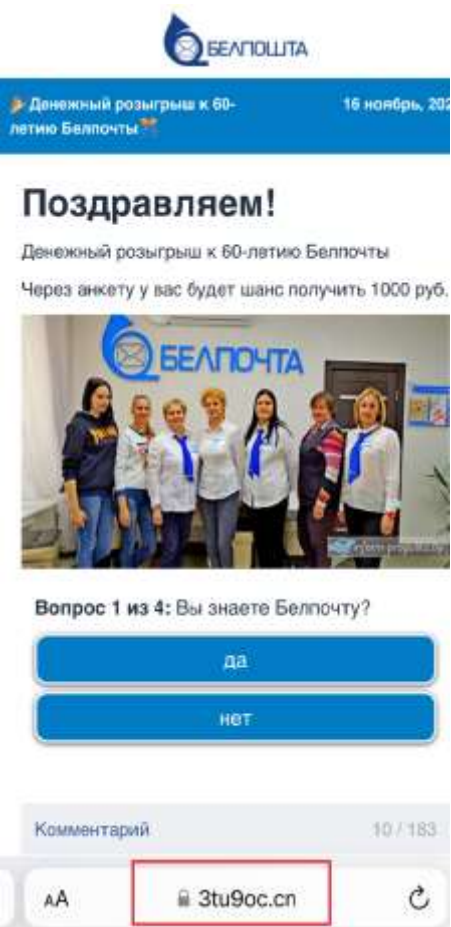 БЕЛПОШТА
Денежный розыгрыш к 60-
летию Белпочты
16 ноябрь, 202
Поздравляем!
Денежный розыгрыш к 60-летию Белпочты
Через анкету у вас будет шанс получить 1000 руб.
БЕЛПОЧТА
Вопрос 1 из 4: Вы знаете Белпочту?
да
нет
Комментарий
10 / 183
AA
3tu9oc.cn